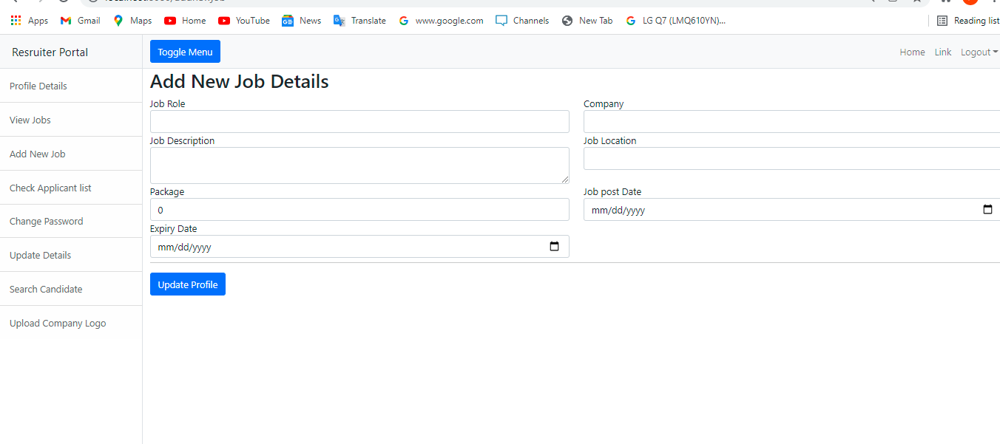 Apps Gmail Maps Home YouTube News Translate www.google.com Channels New Tab LG Q7 (LMQ610YN)... Reading list
Resruiter Portal
Toggle Menu
Home Link Logout
Profile Details
View Jobs
Add New Job
Check Applicant list
Change Password
Update Details
Search Candidate
Upload Company Logo
Add New Job Details
Job Role
Company
Job Description
Job Location
Package
0
Job post Date
mm/dd/yyyy
Expiry Date
mm/dd/yyyy
Update Profile